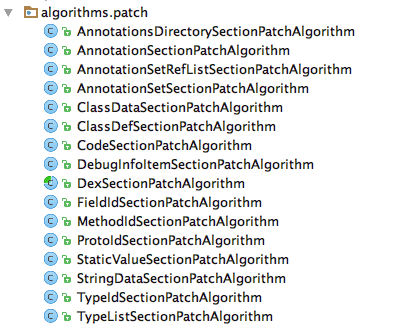 algorithms.patch
AnnotationsDirectorySectionPatchAlgorithm
AnnotationSectionPatchAlgorithm
AnnotationSetRefListSectionPatchAlgorithm
AnnotationSetSectionPatchAlgorithm
ClassDataSectionPatchAlgorithm
ClassDefSectionPatchAlgorithm
CodeSectionPatchAlgorithm
DebugInfoItemSectionPatchAlgorithm
DexSectionPatchAlgorithm
FieldIdSectionPatchAlgorithm
MethodIdSectionPatchAlgorithm
ProtoIdSectionPatchAlgorithm
StaticValueSectionPatchAlgorithm
StringDataSectionPatchAlgorithm
TypeIdSectionPatchAlgorithm
TypeListSectionPatchAlgorithm